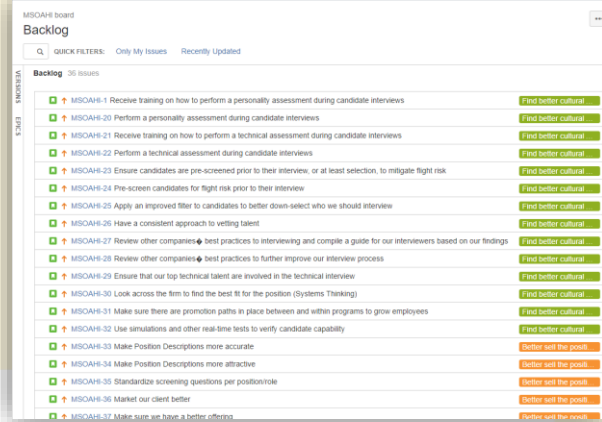 MSOAHI board
Backlog
QUICK FILTERS: Only My Issues Recently Updated
VERSIONS
EPICS
Backlog 36 issues
MSOAHI-1 Receive training on how to perform a personality assessment during candidate interviews Find better cultural ...
MSOAHI-20 Perform a personality assessment during candidate interviews Find better cultural ...
MSOAHI-21 Receive training on how to perform a technical assessment during candidate interviews Find better cultural ...
MSOAHI-22 Perform a technical assessment during candidate interviews Find better cultural ...
MSOAHI-23 Ensure candidates are pre-screened prior to their interview, or at least selection, to mitigate flight risk Find better cultural ...
MSOAHI-24 Pre-screen candidates for flight risk prior to their interview Find better cultural ...
MSOAHI-25 Apply an improved filter to candidates to better down-select who we should interview Find better cultural ...
MSOAHI-26 Have a consistent approach to vetting talent Find better cultural ...
MSOAHI-27 Review other companies� best practices to interviewing and compile a guide for our interviewers based on our findings Find better cultural ...
MSOAHI-28 Review other companies� best practices to further improve our interview process Find better cultural ...
MSOAHI-29 Ensure that our top technical talent are involved in the technical interview Find better cultural ...
MSOAHI-30 Look across the firm to find the best fit for the position (Systems Thinking) Find better cultural ...
MSOAHI-31 Make sure there are promotion paths in place between and within programs to grow employees Find better cultural ...
MSOAHI-32 Use simulations and other real-time tests to verify candidate capability Find better cultural ...
MSOAHI-33 Make Position Descriptions more accurate Better sell the positi...
MSOAHI-34 Make Position Descriptions more attractive Better sell the positi...
MSOAHI-35 Standardize screening questions per position/role Better sell the positi...
MSOAHI-36 Market our client better Better sell the positi...
MSOAHI-37 Make sure we have a better offering Better sell the positi...